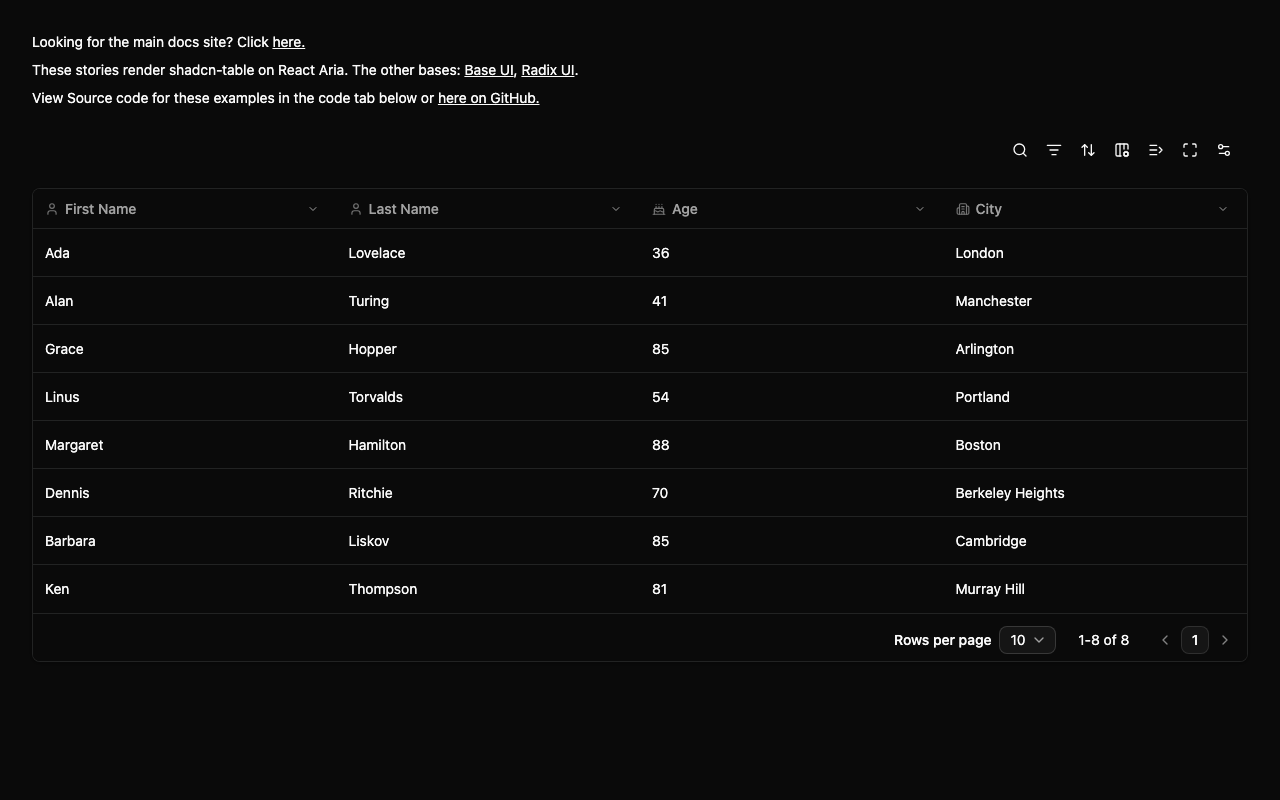 Looking for the main docs site? Click here.
These stories render shadcn-table on React Aria. The other bases: Base UI, Radix UI.
View Source code for these examples in the code tab below or here on GitHub.
First Name Last Name Age City
Ada Lovelace 36 London
Alan Turing 41 Manchester
Grace Hopper 85 Arlington
Linus Torvalds 54 Portland
Margaret Hamilton 88 Boston
Dennis Ritchie 70 Berkeley Heights
Barbara Liskov 85 Cambridge
Ken Thompson 81 Murray Hill
Rows per page 10 1-8 of 8 1